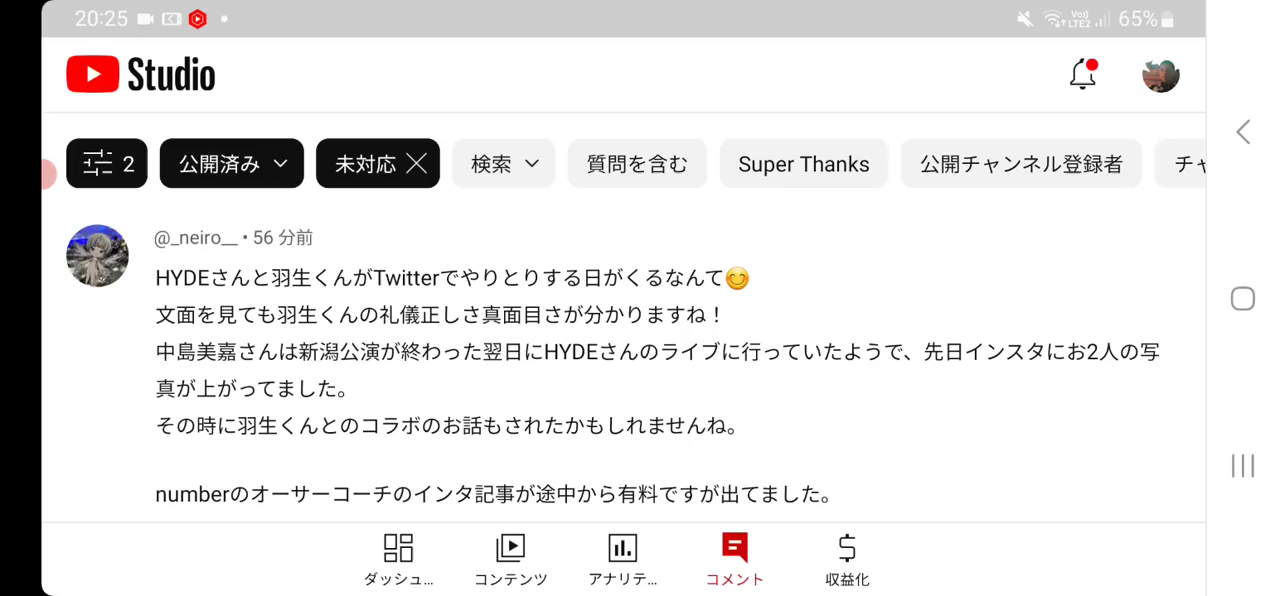 20:25
Vo)) LTE2 65%
Studio
2 公開済み 未対応 検索 質問を含む Super Thanks 公開チャンネル登録者 チャ
@_neiro__ • 56 分前
HYDEさんと羽生くんがTwitterでやりとりする日がくるなんて😊
文面を見ても羽生くんの礼儀正しさ真面目さが分かりますね！
中島美嘉さんは新潟公演が終わった翌日にHYDEさんのライブに行っていたようで、先日インスタにお2人の写
真が上がってました。
その時に羽生くんとのコラボのお話もされたかもしれませんね。
numberのオーサーコーチのインタ記事が途中から有料ですが出てました。
ダッシュ... コンテンツ アナリテ... コメント 収益化